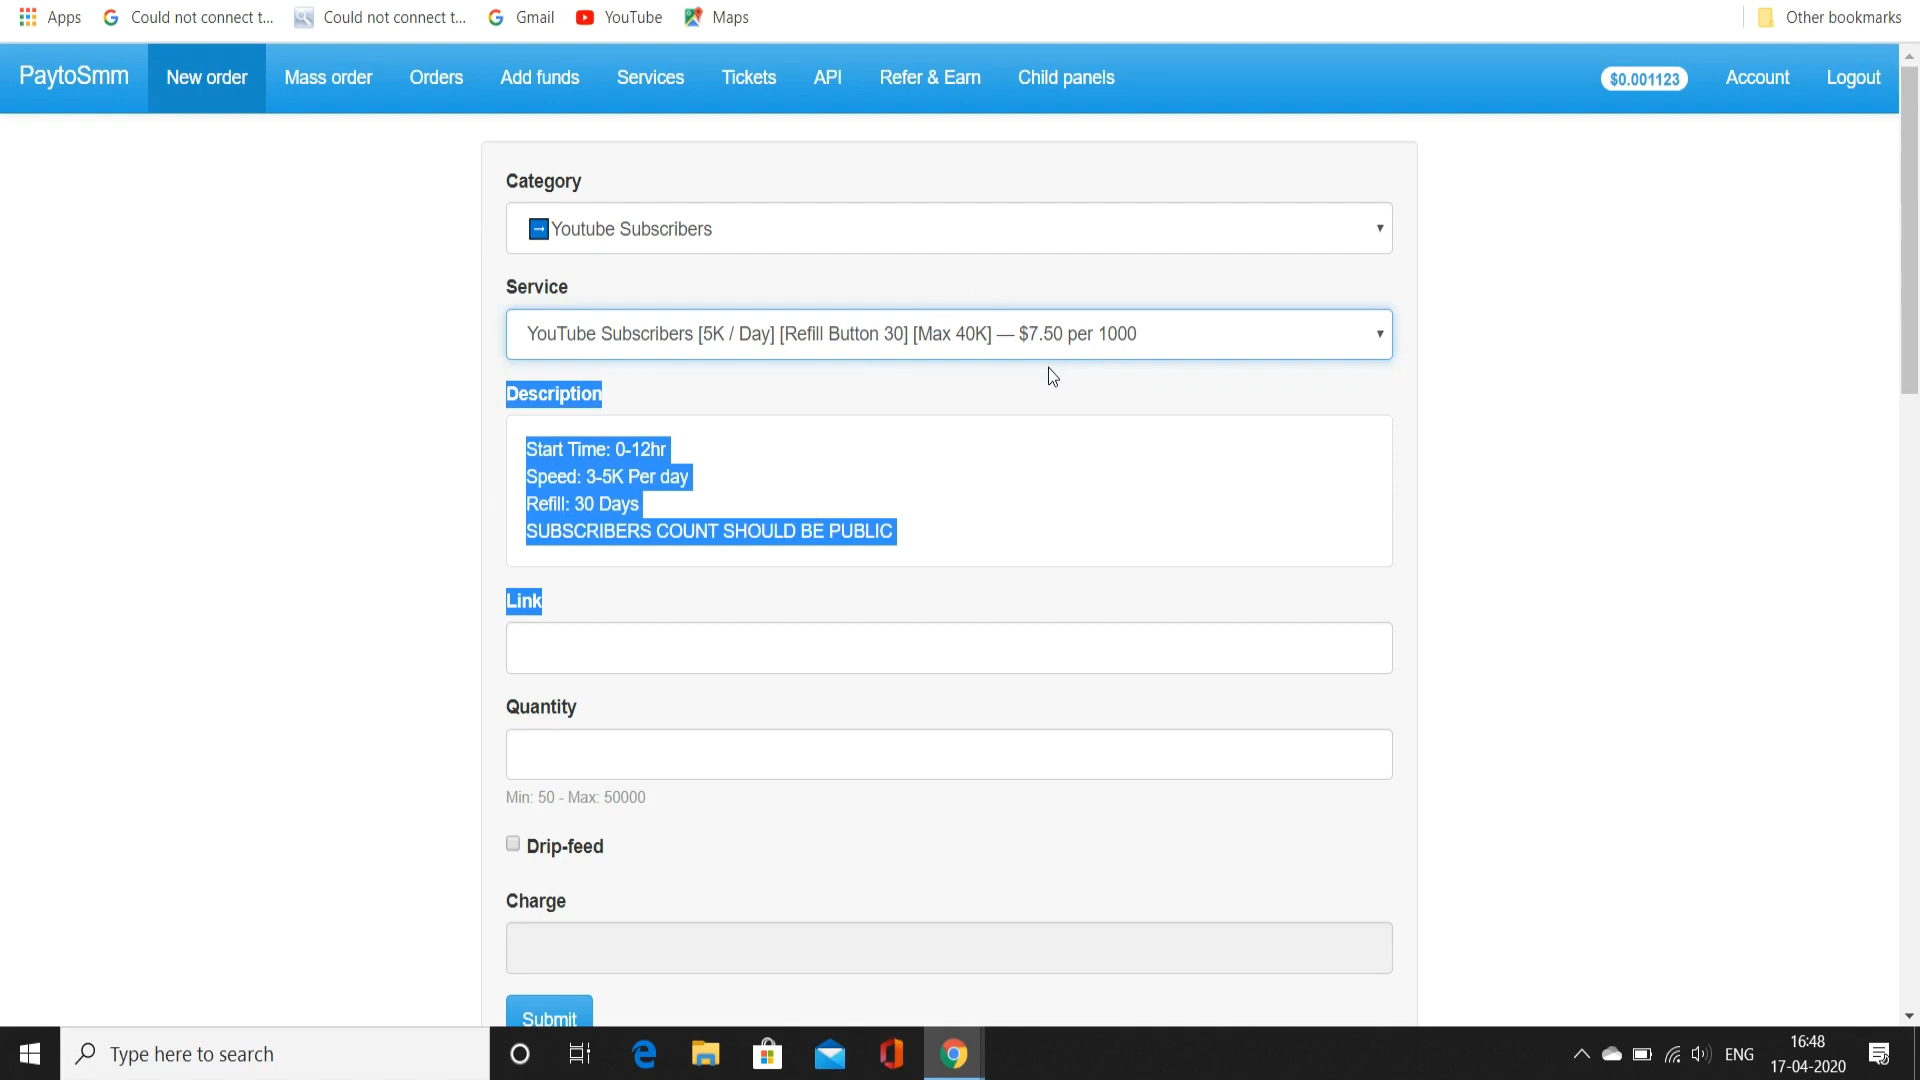 Apps
Could not connect t...
Could not connect t...
Gmail
YouTube
Maps
Other bookmarks
PaytoSmm
New order
Mass order
Orders
Add funds
Services
Tickets
API
Refer & Earn
Child panels
$0.001123
Account
Logout
Category
Youtube Subscribers
Service
YouTube Subscribers [5K / Day] [Refill Button 30] [Max 40K] — $7.50 per 1000
Description
Start Time: 0-12hr
Speed: 3-5K Per day
Refill: 30 Days
SUBSCRIBERS COUNT SHOULD BE PUBLIC
Link
Quantity
Min: 50 - Max: 50000
Drip-feed
Charge
Submit
Type here to search
ENG
16:48
17-04-2020